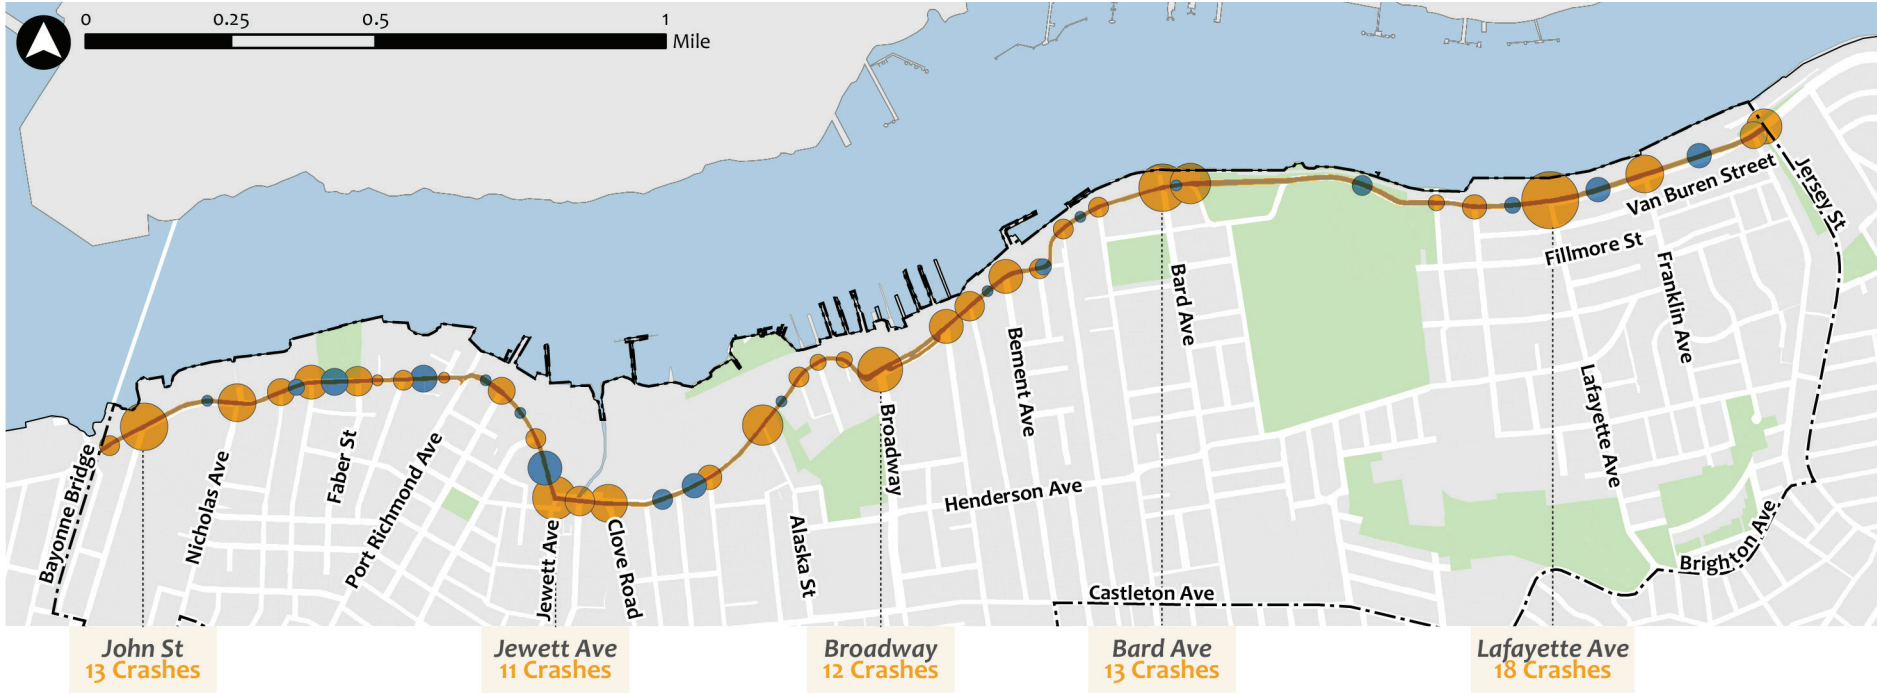 0 0.25 0.5 1
Mile
Van Buren Street
Jersey St
Fillmore St
Franklin Ave
Bard Ave
Bement Ave
Lafayette Ave
Broadway
Faber St
Port Richmond Ave
Nicholas Ave
Bayonne Bridge
Henderson Ave
Jewett Ave
Clove Road
Alaska St
Brighton Ave
Castleton Ave
John St
13 Crashes
Jewett Ave
11 Crashes
Broadway
12 Crashes
Bard Ave
13 Crashes
Lafayette Ave
18 Crashes